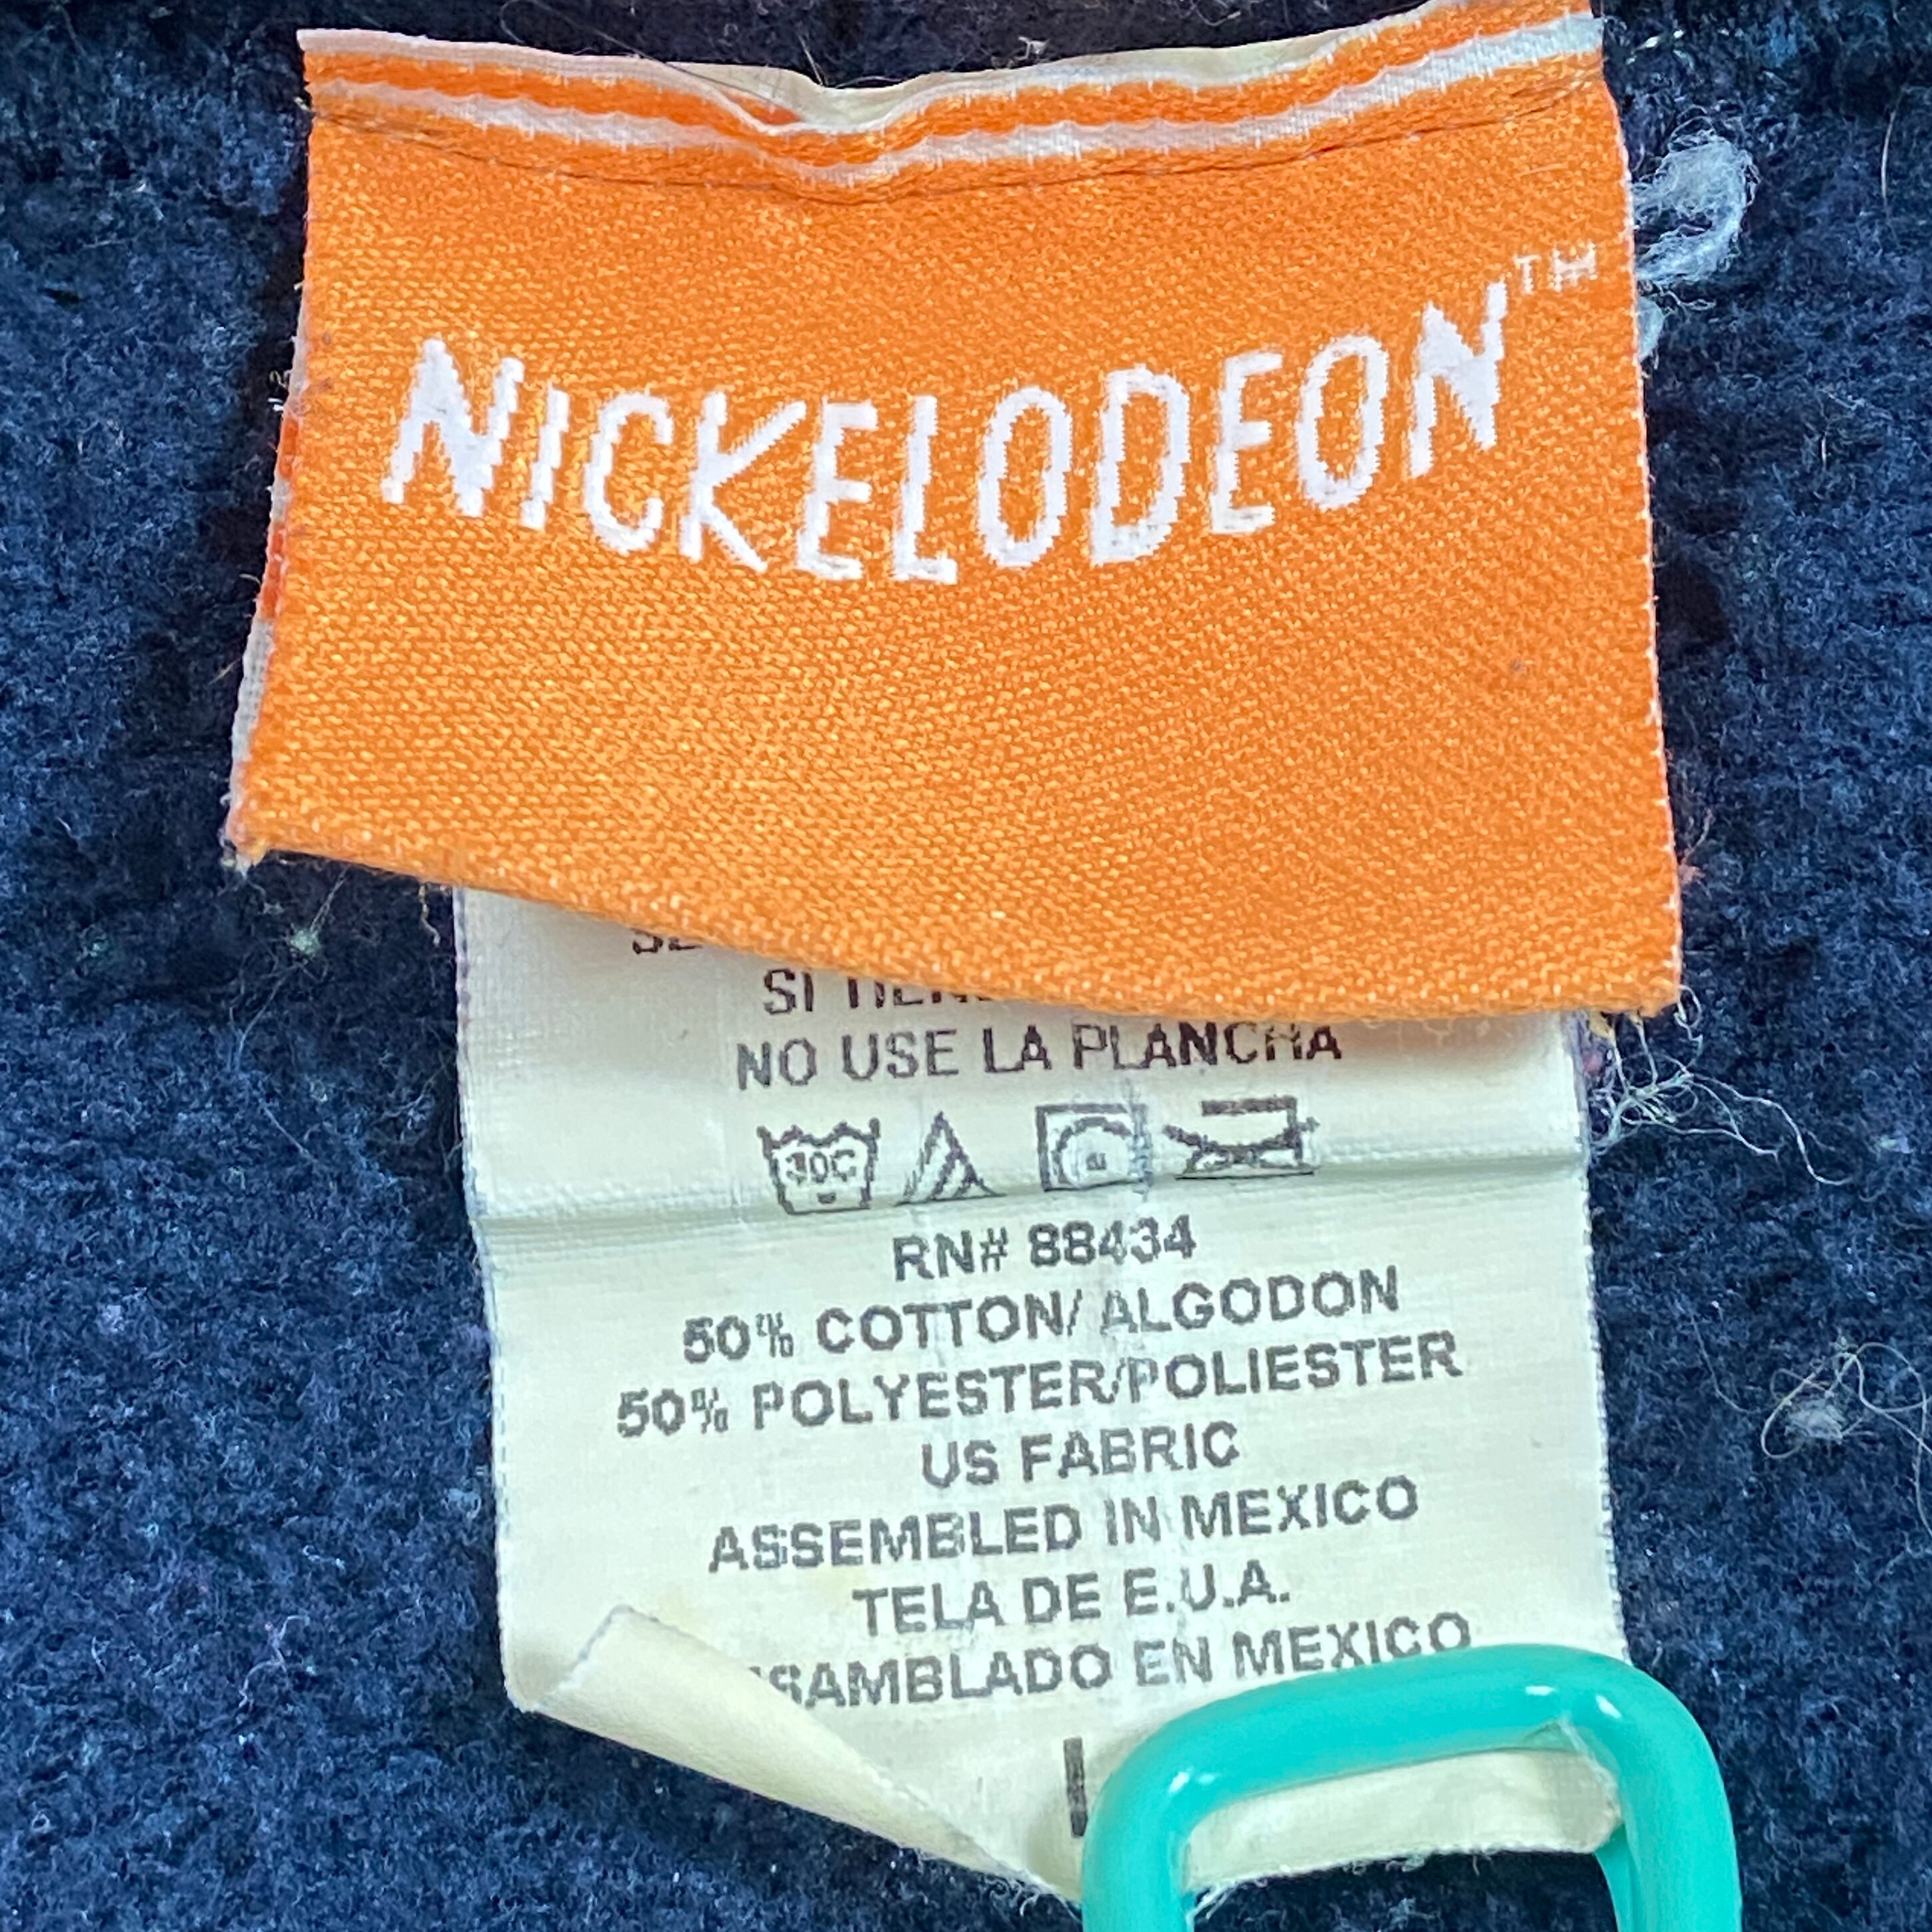 NICKELODEON™
SI
NO USE LA PLANCHA
RN# 88434
50% COTTON/ ALGODON
50% POLYESTER/POLIESTER
US FABRIC
ASSEMBLED IN MEXICO
TELA DE E.U.A.
EN MEXICO